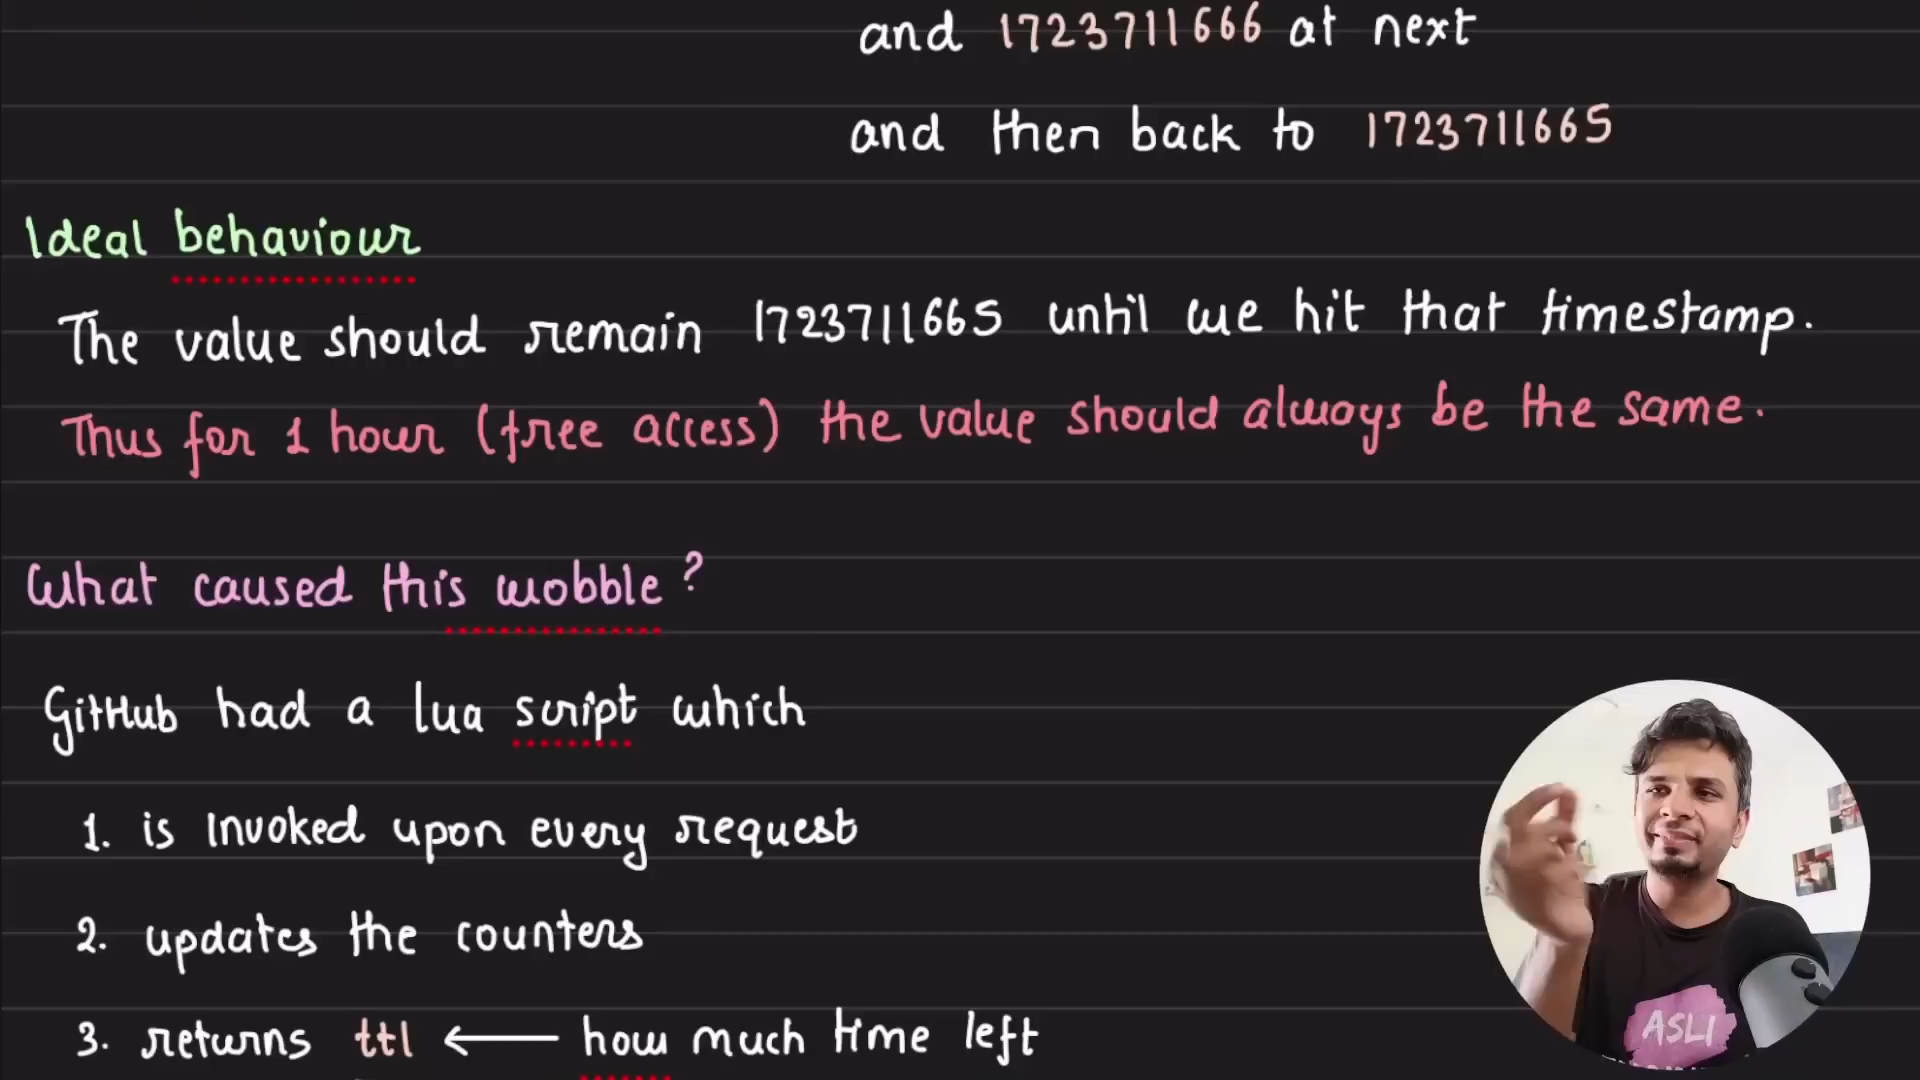 and 1723711666 at next
and then back to 1723711665
Ideal behaviour
The value should remain 1723711665 until we hit that timestamp.
Thus for 1 hour (free access) the value should always be the same.
What caused this wobble?
GitHub had a lua script which
1. is invoked upon every request
2. updates the counters
3. returns ttl ← how much time left
ASLI